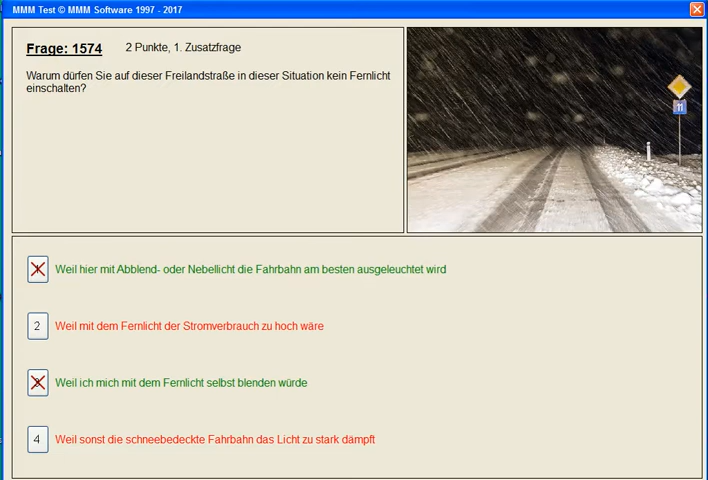 MMM Test © MMM Software 1997 - 2017
Frage: 1574 2 Punkte, 1. Zusatzfrage
Warum dürfen Sie auf dieser Freilandstraße in dieser Situation kein Fernlicht
einschalten?
11
1 Weil hier mit Abblend- oder Nebellicht die Fahrbahn am besten ausgeleuchtet wird
2 Weil mit dem Fernlicht der Stromverbrauch zu hoch wäre
3 Weil ich mich mit dem Fernlicht selbst blenden würde
4 Weil sonst die schneebedeckte Fahrbahn das Licht zu stark dämpft